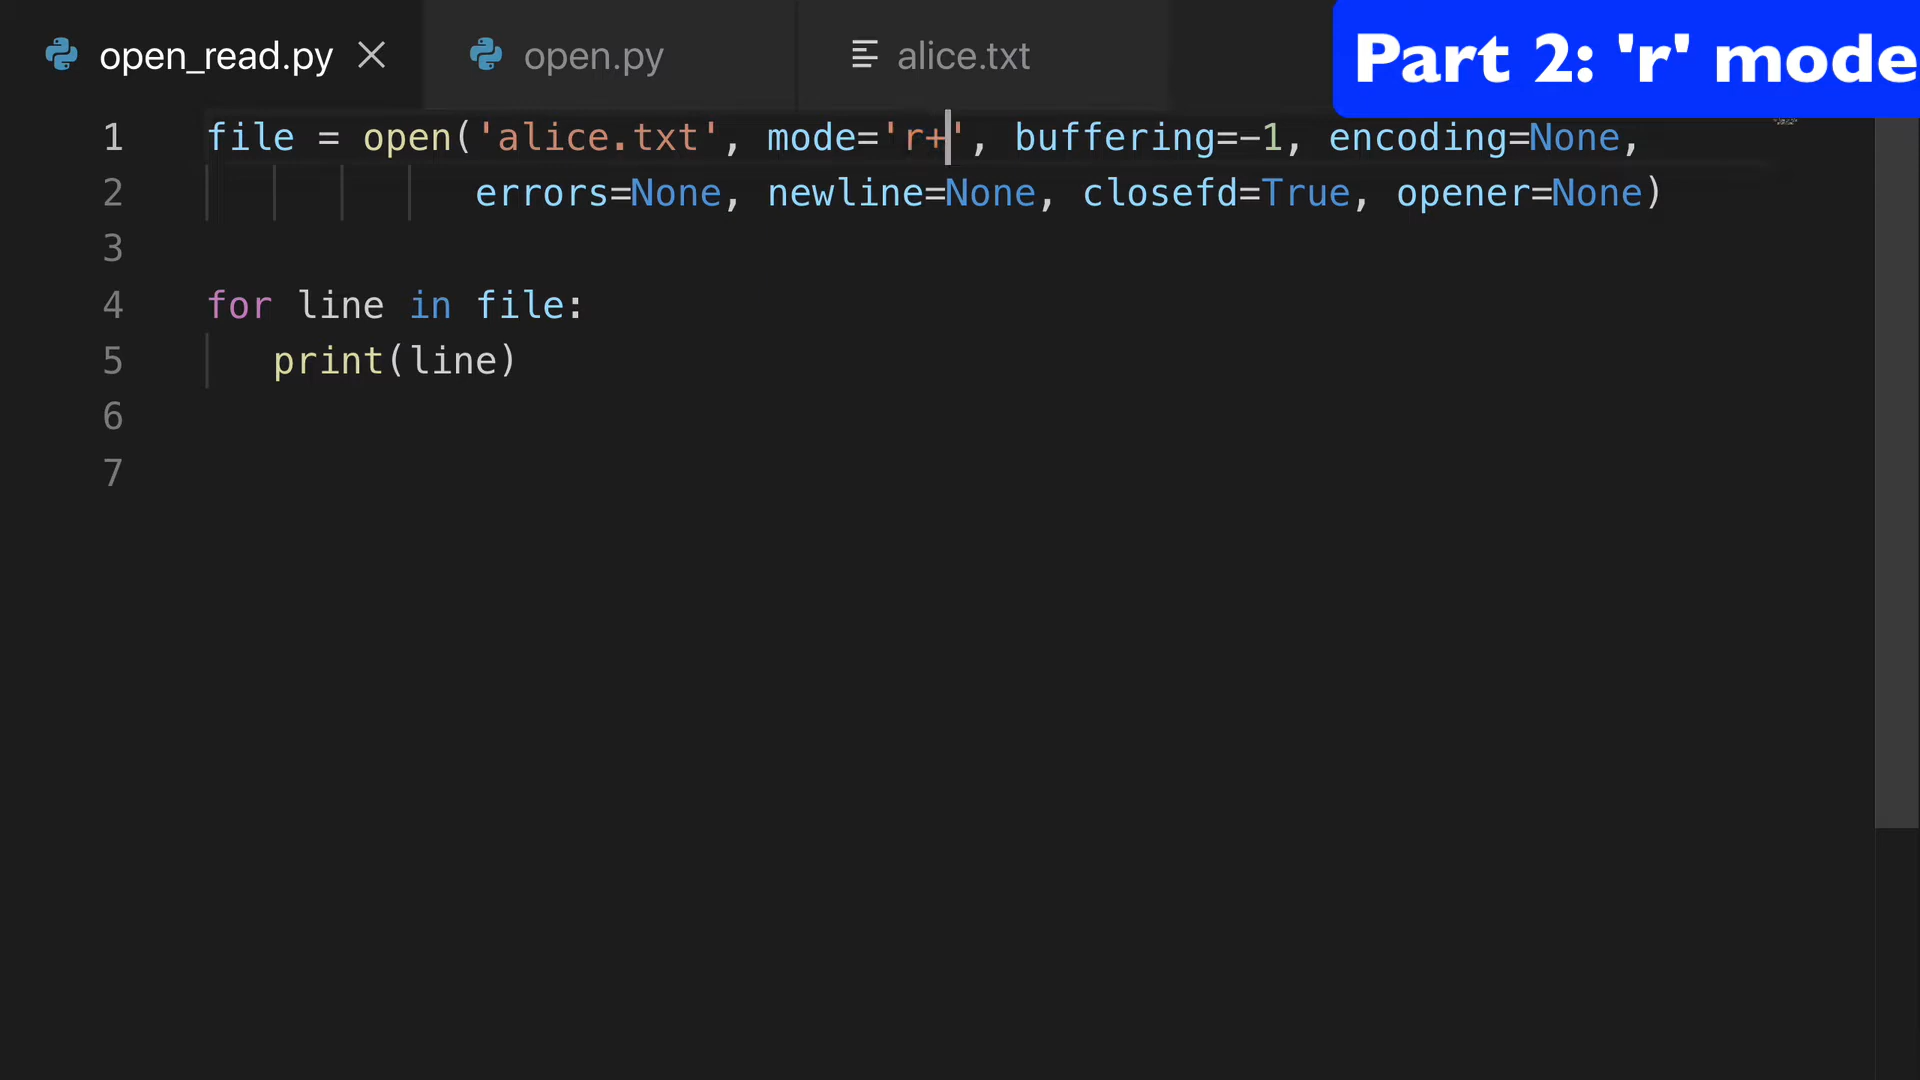 open_read.py open.py alice.txt
Part 2: 'r' mode
1 file = open('alice.txt', mode='r+', buffering=-1, encoding=None,
2 errors=None, newline=None, closefd=True, opener=None)
3
4 for line in file:
5 print(line)
6
7